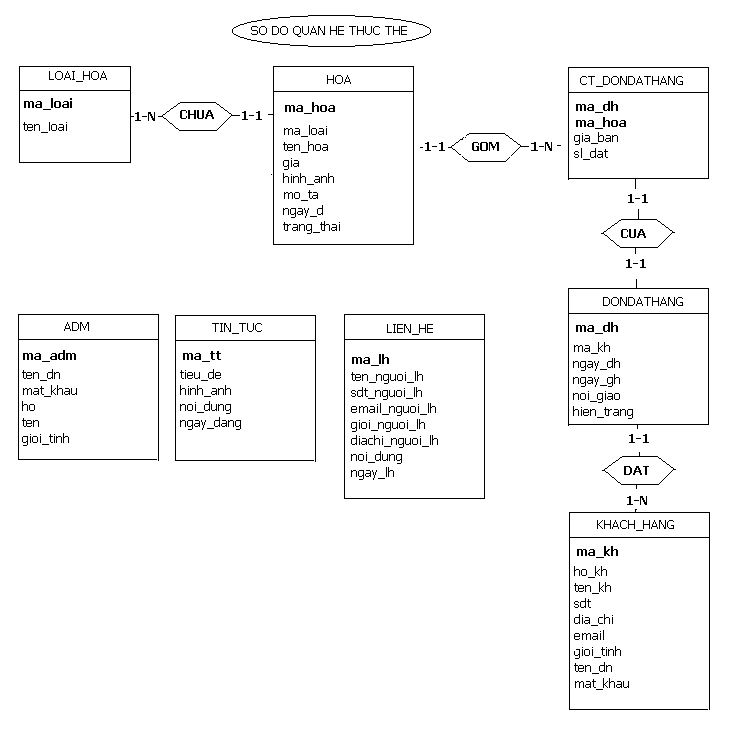 SO DO QUAN HE THUC THE
LOAI_HOA
ma_loai
ten_loai
1-N
CHUA
1-1
HOA
ma_hoa
ma_loai
ten_hoa
gia
hinh_anh
mo_ta
ngay_d
trang_thai
1-1
GOM
1-N
CT_DONDATHANG
ma_dh
ma_hoa
gia_ban
sl_dat
1-1
CUA
1-1
DONDATHANG
ma_dh
ma_kh
ngay_dh
ngay_gh
noi_giao
hien_trang
1-1
DAT
1-N
KHACH_HANG
ma_kh
ho_kh
ten_kh
sdt
dia_chi
email
gioi_tinh
ten_dn
mat_khau
ADM
ma_adm
ten_dn
mat_khau
ho
ten
gioi_tinh
TIN_TUC
ma_tt
tieu_de
hinh_anh
noi_dung
ngay_dang
LIEN_HE
ma_lh
ten_nguoi_lh
sdt_nguoi_lh
email_nguoi_lh
gioi_nguoi_lh
diachi_nguoi_lh
noi_dung
ngay_lh